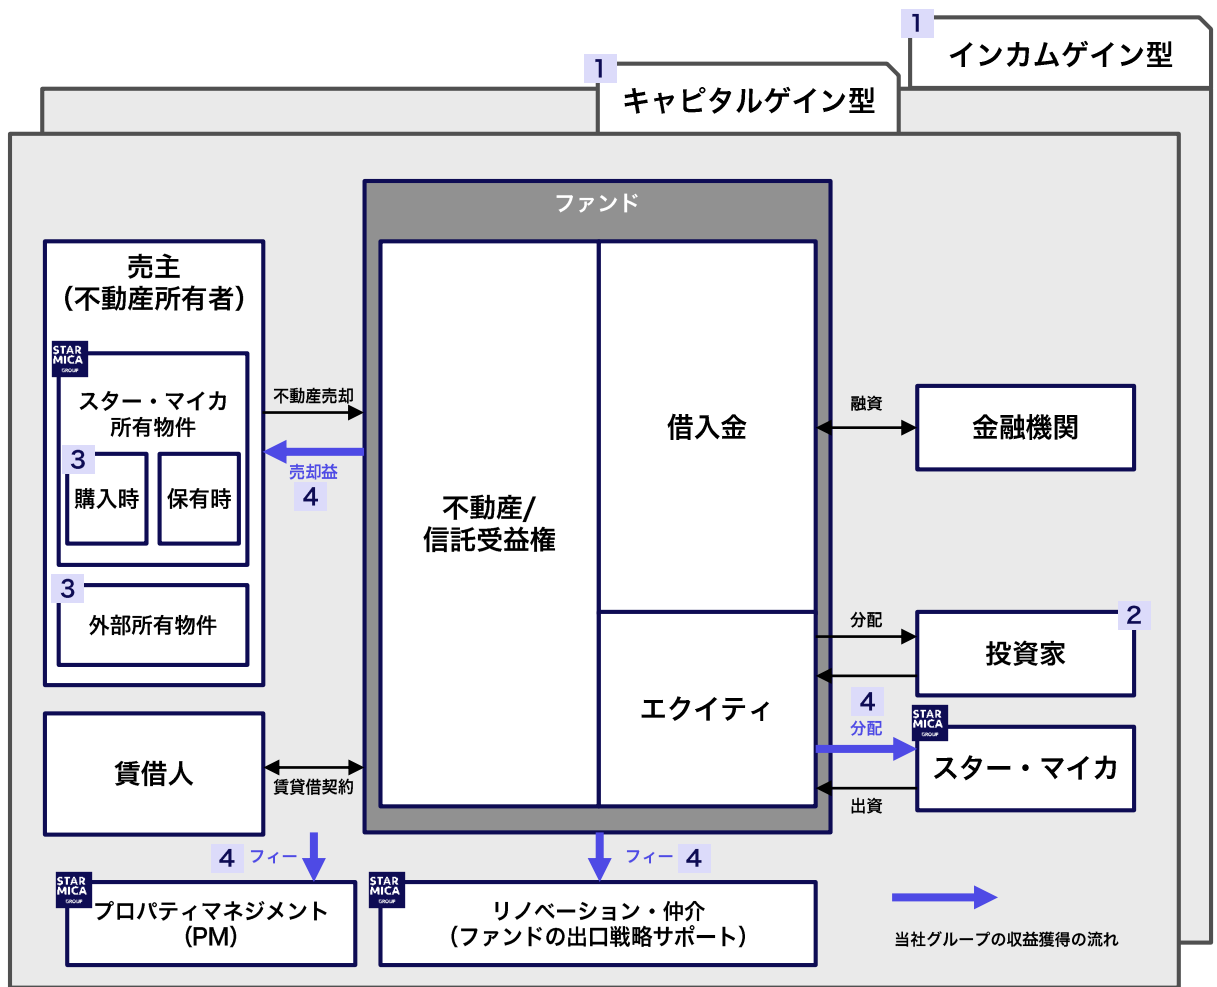 1
インカムゲイン型
1
キャピタルゲイン型
ファンド
売主
（不動産所有者）
STAR
MICA
GROUP
スター・マイカ
所有物件
3
購入時
保有時
3
外部所有物件
不動産売却
売却益
4
不動産/
信託受益権
借入金
エクイティ
融資
金融機関
分配
2
投資家
4
分配
STAR
MICA
GROUP
スター・マイカ
出資
賃借人
賃貸借契約
4
フィー
フィー
4
STAR
MICA
GROUP
プロパティマネジメント
（PM）
STAR
MICA
GROUP
リノベーション・仲介
（ファンドの出口戦略サポート）
当社グループの収益獲得の流れ